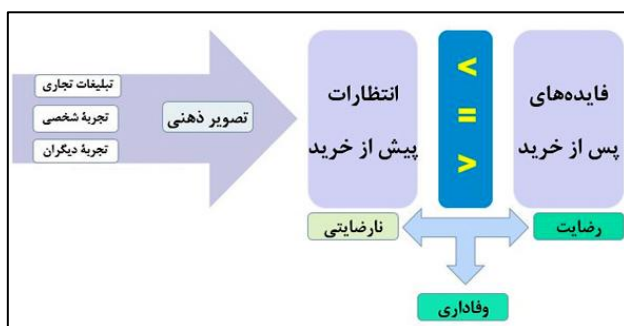 تبلیغات تجاری
تجربهٔ شخصی
تجربهٔ دیگران
تصویر ذهنی
انتظارات
پیش از خرید
<
=
>
فایده‌های
پس از خرید
نارضایتی
رضایت
وفاداری